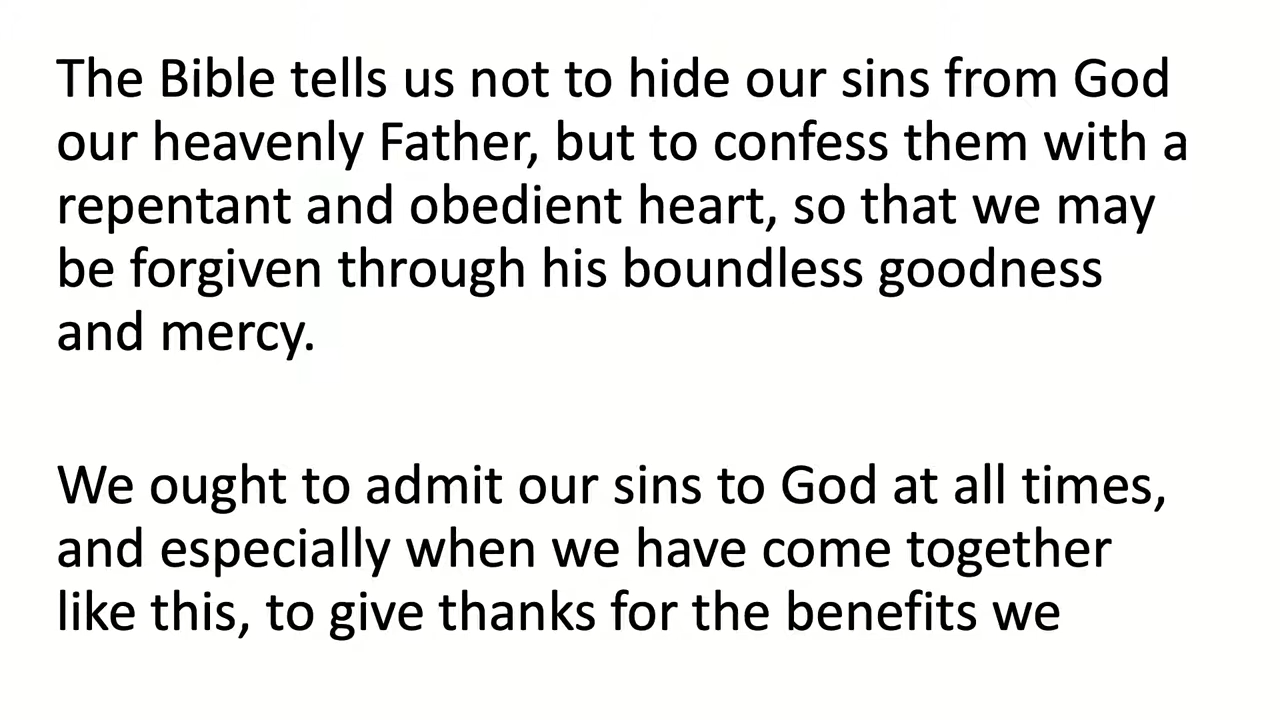 The Bible tells us not to hide our sins from God
our heavenly Father, but to confess them with a
repentant and obedient heart, so that we may
be forgiven through his boundless goodness
and mercy.
We ought to admit our sins to God at all times,
and especially when we have come together
like this, to give thanks for the benefits we